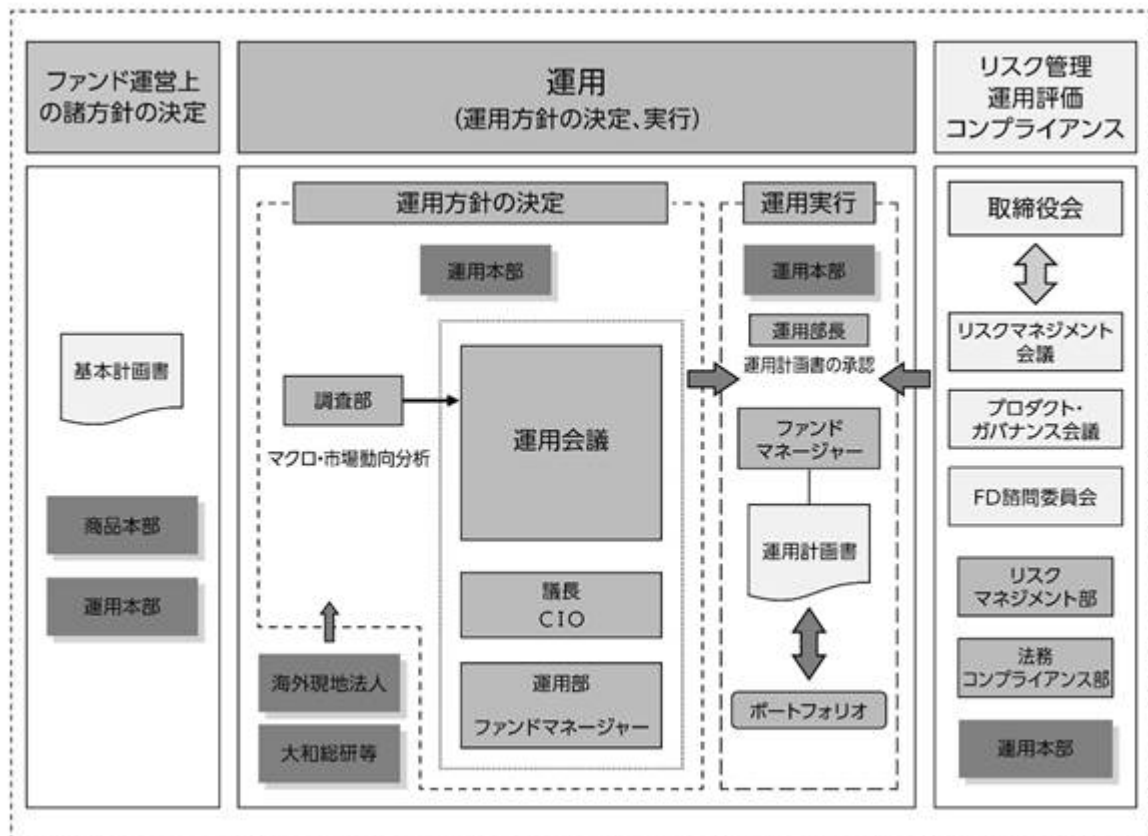 ファンド運営上
の諸方針の決定
運用
(運用方針の決定、実行)
リスク管理
運用評価
コンプライアンス
基本計画書
商品本部
運用本部
運用方針の決定
運用本部
調査部
マクロ・市場動向分析
運用会議
議長
CIO
運用部
ファンドマネージャー
海外現地法人
大和総研等
運用実行
運用本部
運用部長
運用計画書の承認
ファンド
マネージャー
運用計画書
ポートフォリオ
取締役会
リスクマネジメント
会議
プロダクト・
ガバナンス会議
FD諮問委員会
リスク
マネジメント部
法務
コンプライアンス部
運用本部